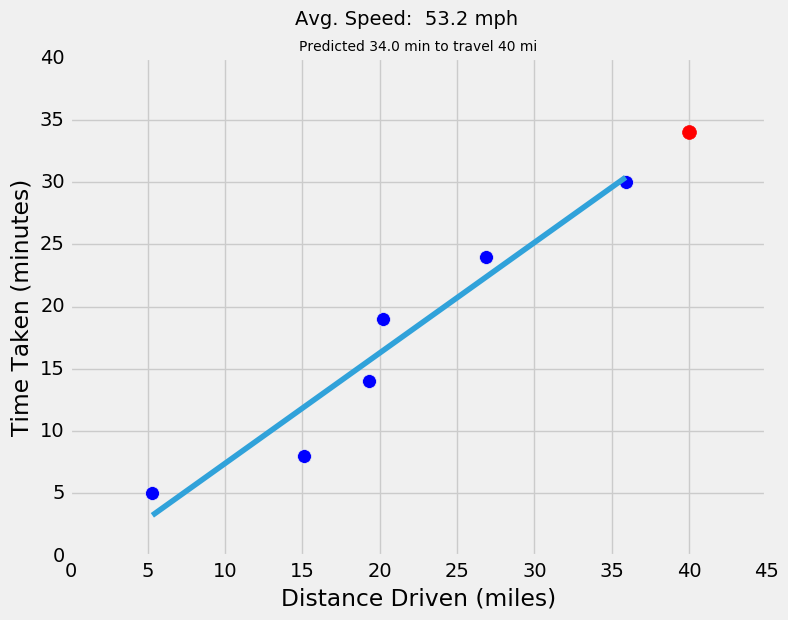 Avg. Speed:  53.2 mph
Predicted 34.0 min to travel 40 mi
40
35
30
25
20
15
10
5
0
Time Taken (minutes)
0 5 10 15 20 25 30 35 40 45
Distance Driven (miles)